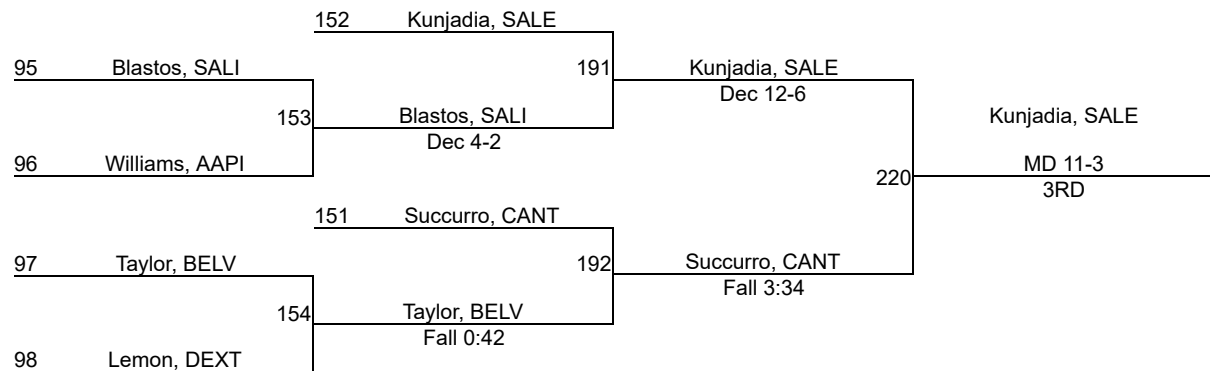 152 Kunjadia, SALE
95 Blastos, SALI
191 Kunjadia, SALE
Dec 12-6
153 Blastos, SALI
Dec 4-2
Kunjadia, SALE
96 Williams, AAPI
MD 11-3
220
3RD
151 Succurro, CANT
97 Taylor, BELV
192 Succurro, CANT
Fall 3:34
154 Taylor, BELV
Fall 0:42
98 Lemon, DEXT